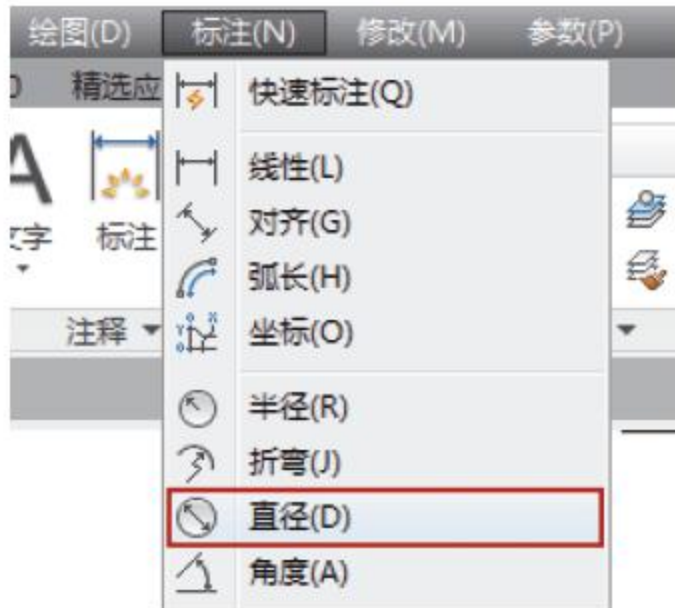 绘图(D) 标注(N) 修改(M) 参数(P)
精选应
快速标注(Q)
线性(L)
对齐(G)
标注
弧长(H)
注释
坐标(O)
半径(R)
折弯(J)
直径(D)
角度(A)